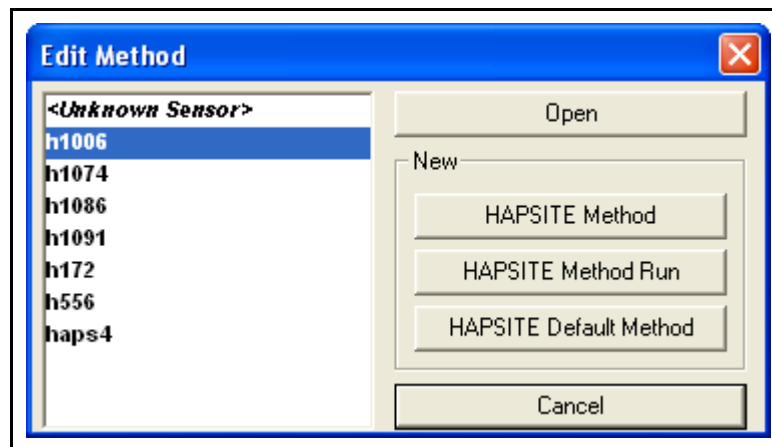 Edit Method
<Unknown Sensor>
h1006
h1074
h1086
h1091
h172
h556
haps4
Open
New
HAPSITE Method
HAPSITE Method Run
HAPSITE Default Method
Cancel